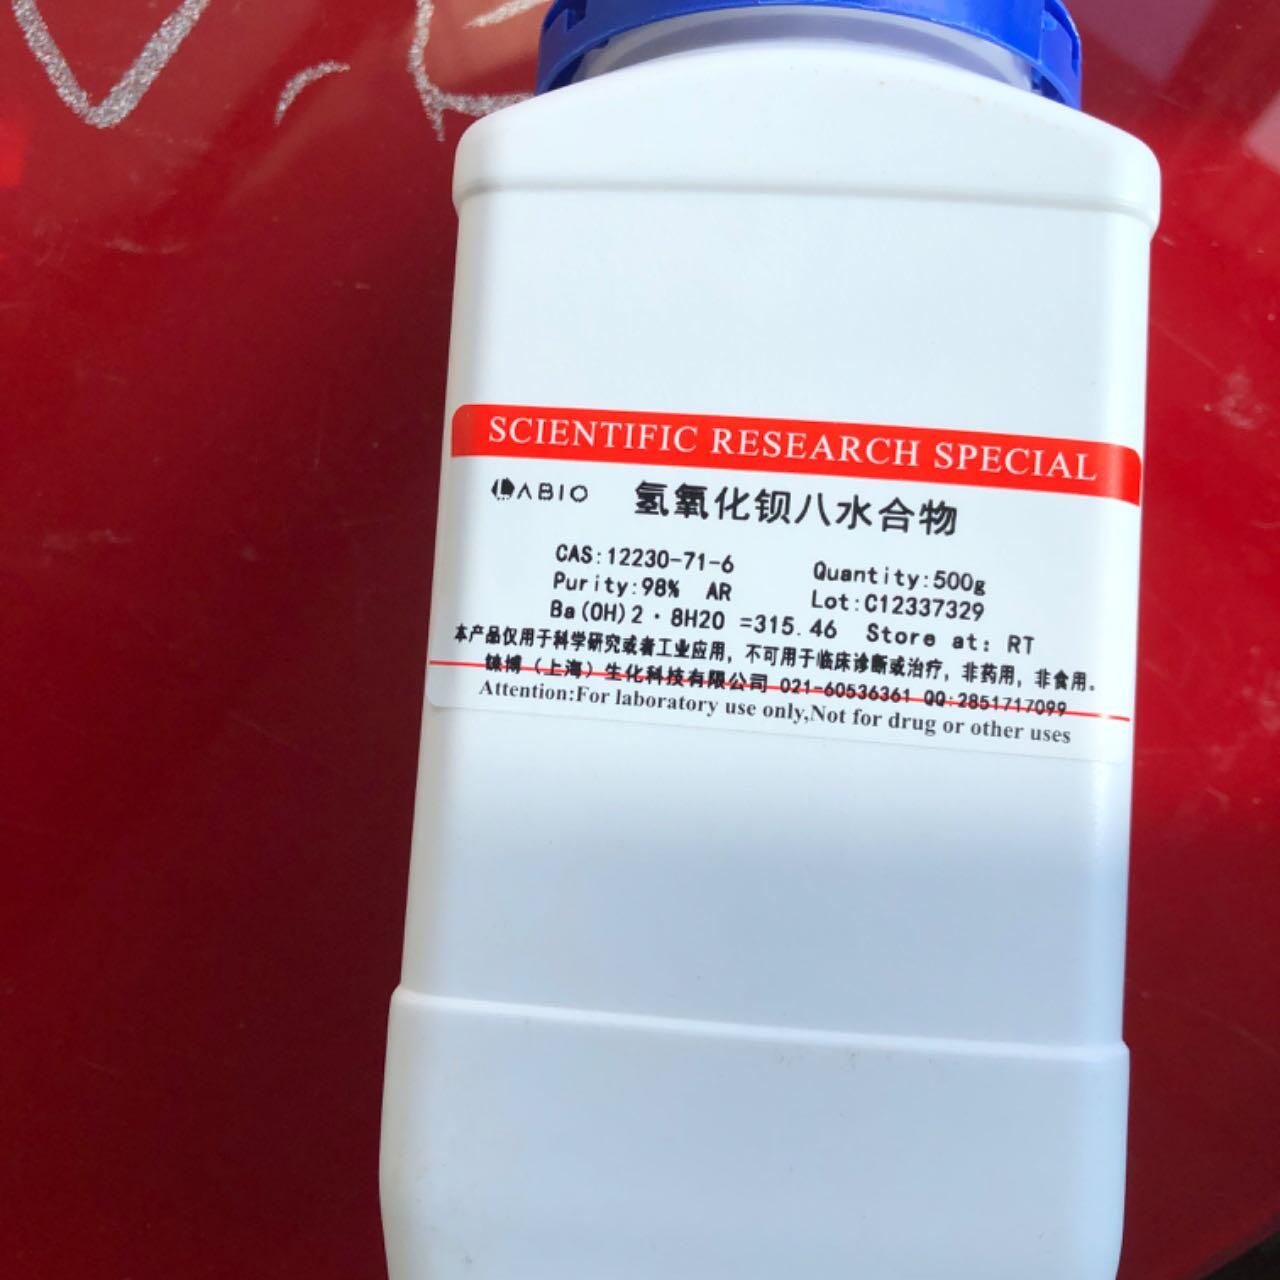 SCIENTIFIC RESEARCH SPECIAL
LABIO 氢氧化钡八水合物
CAS:12230-71-6 Quantity:500g
Purity:98% AR Lot:C12337329
Ba(OH)2·8H2O =315.46 Store at: RT
本产品仅用于科学研究或者工业应用，不可用于临床诊断或治疗，非药用，非食用。
博（上海）生化科技有限公司 021-60536361 QQ:2851717099
Attention:For laboratory use only,Not for drug or other uses